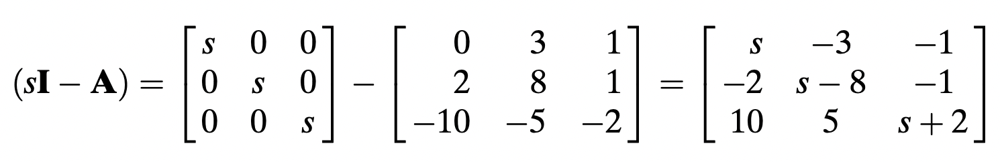 (sI − A) = [s 0 0; 0 s 0; 0 0 s] − [0 3 1; 2 8 1; −10 −5 −2] = [s −3 −1; −2 s − 8 −1; 10 5 s + 2]